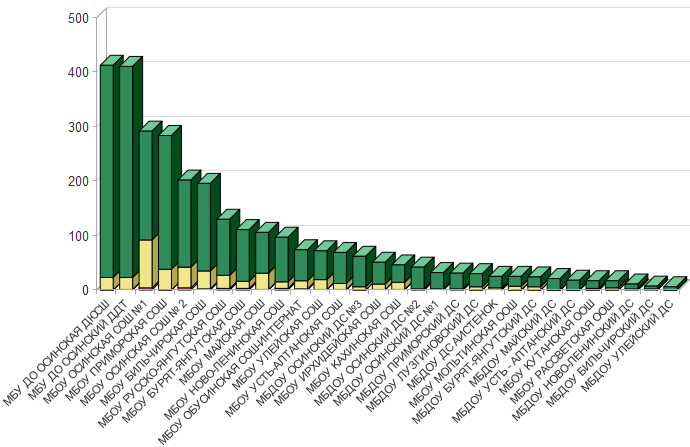 500
400
300
200
100
0
МБУ ДО ОСИНСКАЯ ДЮСШ
МБУ ДО ОСИНСКИЙ ДДТ
МБОУ ОСИНСКАЯ СОШ №1
МБОУ ПРИМОРСКАЯ СОШ
МБОУ ОСИНСКАЯ СОШ № 2
МБОУ БИЛЬЧИРСКАЯ СОШ
МБОУ РУССКО-ЯНГУТСКАЯ СОШ
МБОУ БУРЯТ-ЯНГУТСКАЯ СОШ
МБОУ МАЙСКАЯ СОШ
МБОУ НОВО-ЛЕНИНСКАЯ СОШ
МБОУ ОБУСИНСКАЯ СОШИНТЕРНАТ
МБОУ УЛЕЙСКАЯ СОШ
МБОУ УСТЬ-АЛТАНСКАЯ СОШ
МБДОУ ОСИНСКИЙ ДС №3
МБОУ ИРХИДЕЙСКАЯ СОШ
МБОУ КАХИНСКАЯ СОШ
МБДОУ ОСИНСКИЙ ДС №2
МБДОУ ОСИНСКИЙ ДС №1
МБДОУ ПРИМОРСКИЙ ДС
МБДОУ ЛУЗГИНОВСКИЙ ДС
МБДОУ ДС АИСТЕНОК
МБОУ МОЛЬТИНСКАЯ ООШ
МБДОУ БУРЯТ-ЯНГУТСКИЙ ДС
МБДОУ МАЙСКИЙ ДС
МБДОУ УСТЬ - АЛТАНСКИЙ ДС
МБОУ КУТАНСКАЯ ООШ
МБОУ РАССВЕТСКАЯ ООШ
МБДОУ НОВО-ЛЕНИНСКИЙ ДС
МБДОУ БИЛЬЧИРСКИЙ ДС
МБДОУ УЛЕЙСКИЙ ДС